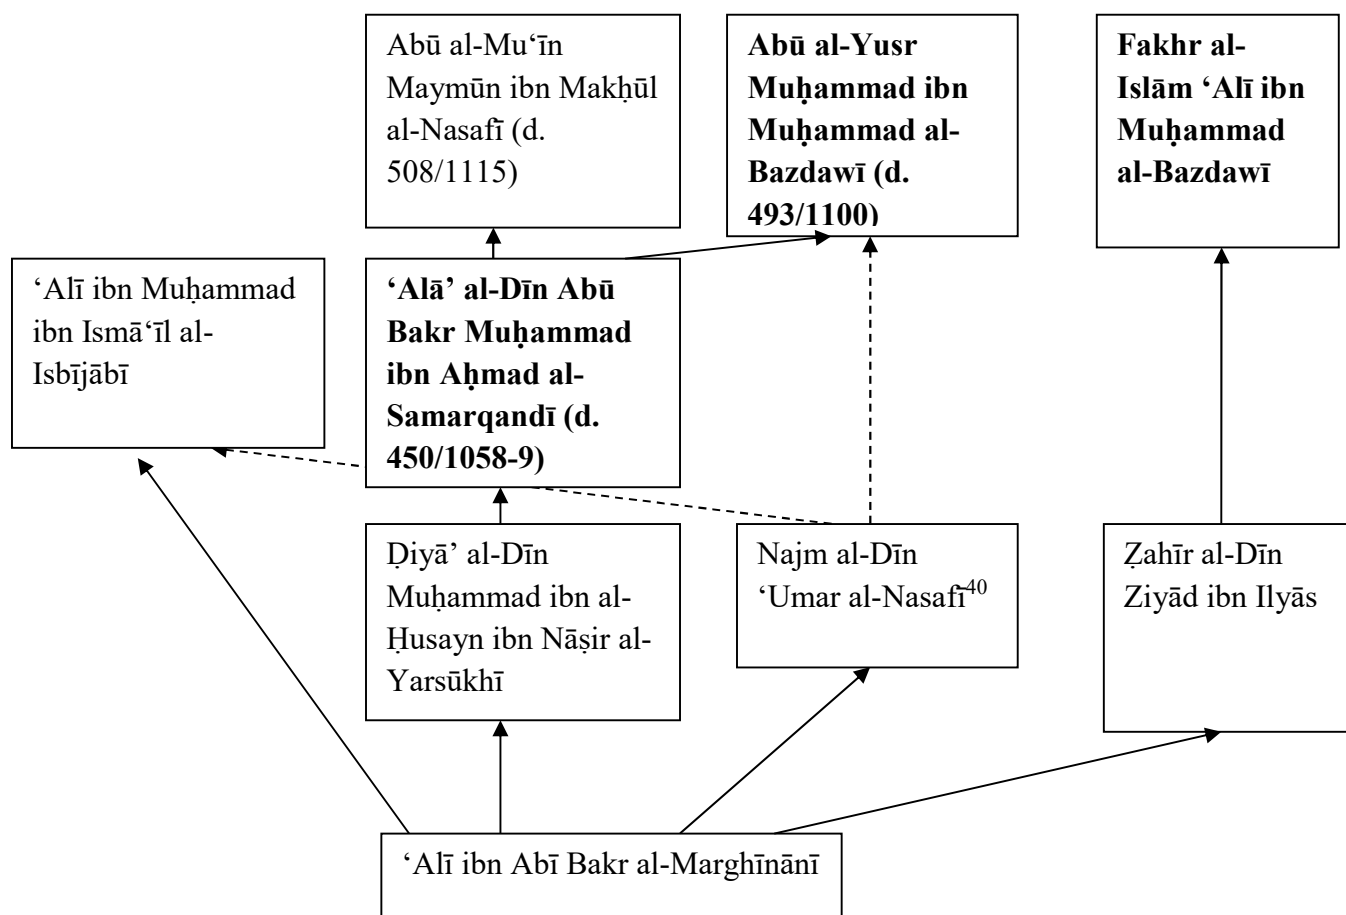 Abū al-Mu‘īn
Maymūn ibn Makḥūl
al-Nasafī (d.
508/1115)
Abū al-Yusr
Muḥammad ibn
Muḥammad al-
Bazdawī (d.
493/1100)
Fakhr al-
Islām ‘Alī ibn
Muḥammad
al-Bazdawī
‘Alī ibn Muḥammad
ibn Ismā‘īl al-
Isbījābī
‘Alā’ al-Dīn Abū
Bakr Muḥammad
ibn Aḥmad al-
Samarqandī (d.
450/1058-9)
Ḍiyā’ al-Dīn
Muḥammad ibn al-
Ḥusayn ibn Nāṣir al-
Yarsūkhī
Najm al-Dīn
‘Umar al-Nasafī⁴⁰
Ẓahīr al-Dīn
Ziyād ibn Ilyās
‘Alī ibn Abī Bakr al-Marghīnānī